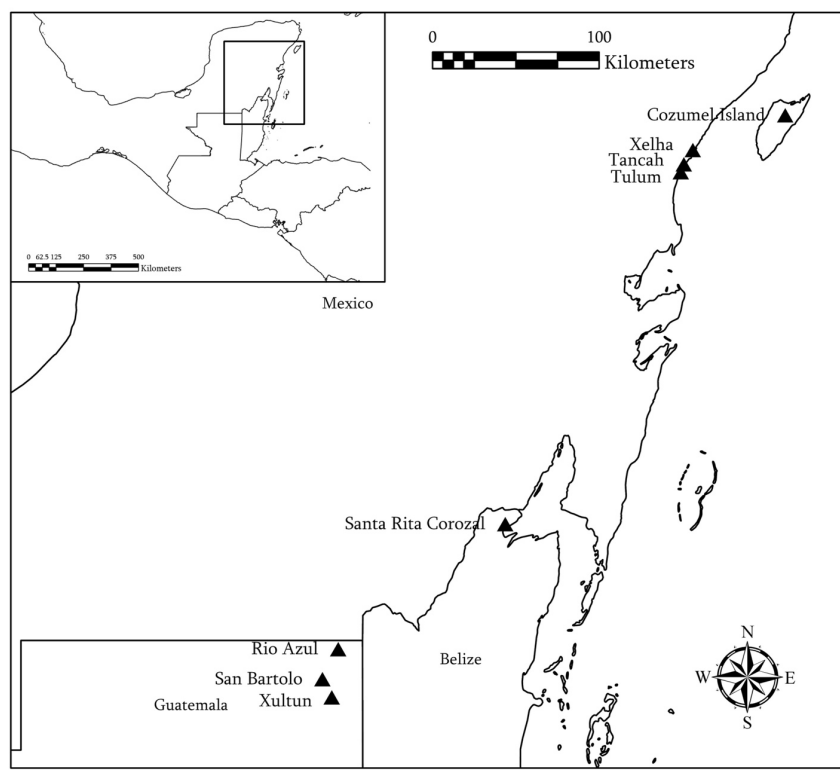 0 100
Kilometers
Cozumel Island
Xelha
Tancah
Tulum
0 62.5 125 250 375 500
Kilometers
Mexico
Santa Rita Corozal
Rio Azul
San Bartolo
Xultun
Guatemala
Belize
N
W E
S